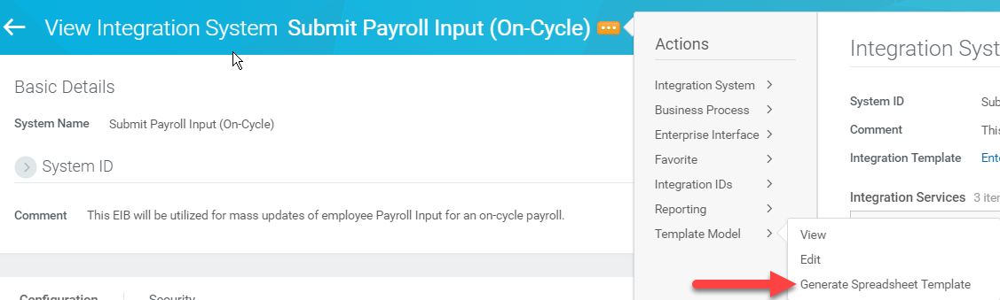 View Integration System Submit Payroll Input (On-Cycle)
Basic Details
System Name Submit Payroll Input (On-Cycle)
System ID
Comment This EIB will be utilized for mass updates of employee Payroll Input for an on-cycle payroll.
Configuration Security
Actions
Integration System
Business Process
Enterprise Interface
Favorite
Integration IDs
Reporting
Template Model
View
Edit
Generate Spreadsheet Template
Integration Syst
System ID Sub
Comment This
Integration Template Ente
Integration Services 3 iter